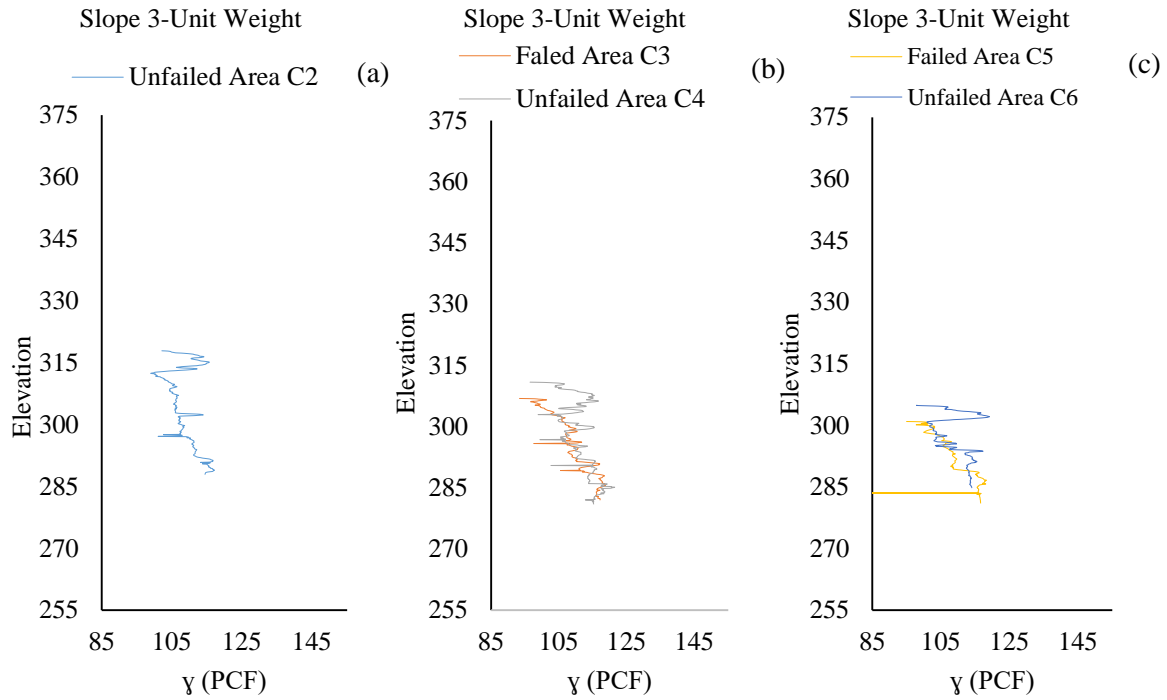 Slope 3-Unit Weight
Unfailed Area C2
(a)
375
360
345
330
315
300
285
270
255
Elevation
85 105 125 145
γ (PCF)
Slope 3-Unit Weight
Faled Area C3
Unfailed Area C4
(b)
375
360
345
330
315
300
285
270
255
Elevation
85 105 125 145
γ (PCF)
Slope 3-Unit Weight
Failed Area C5
Unfailed Area C6
(c)
375
360
345
330
315
300
285
270
255
Elevation
85 105 125 145
γ (PCF)